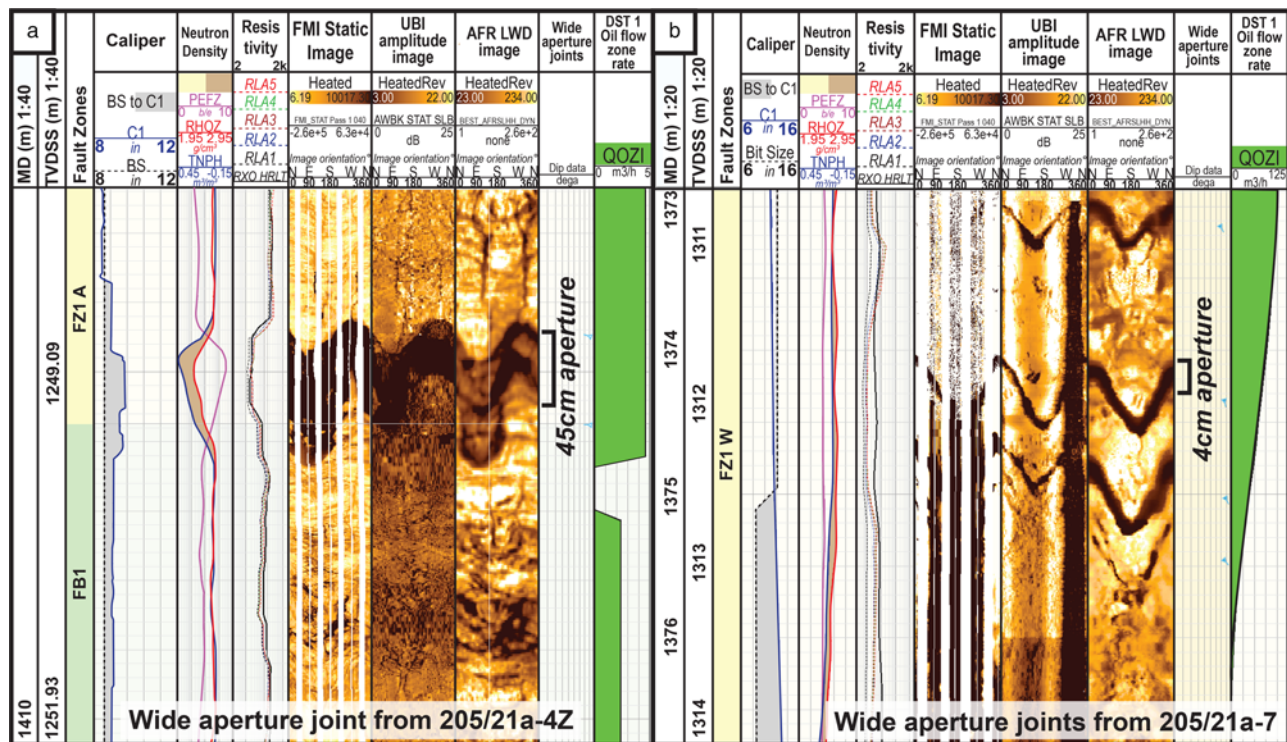 a
MD (m) 1:40
TVDSS (m) 1:40
Fault Zones
Caliper
Neutron
Density
Resis
tivity
2 2k
FMI Static
Image
UBI
amplitude
image
AFR LWD
image
Wide
aperture
joints
DST 1
Oil flow
zone
rate
BS to C1
C1
8 in 12
BS
8 in 12
PEFZ
0 b/e 10
RHOZ
1.95 2.95
g/cm³
TNPH
0.45 -0.15
m³/m³
RLA5
RLA4
RLA3
RLA2
RLA1
RXO HRLT
Heated
6.19 10017.33
FMI_STAT Pass 1 040
-2.6e+5 6.3e+4
Image orientation°
N E S W N
0 90 180 360
HeatedRev
3.00 22.00
AWBK STAT SLB
0 25
dB
Image orientation°
N E S W N
0 90 180 360
HeatedRev
23.00 234.00
BEST_AFRSLHH_DYN
1 2.6e+2
none
Image orientation°
N E S W N
0 90 180 360
Dip data
dega
QOZI
0 m3/h 5
FZ1 A
FB1
1249.09
1410
1251.93
45cm aperture
Wide aperture joint from 205/21a-4Z
b
MD (m) 1:20
TVDSS (m) 1:20
Fault Zones
Caliper
Neutron
Density
Resis
tivity
2 2k
FMI Static
Image
UBI
amplitude
image
AFR LWD
image
Wide
aperture
joints
DST 1
Oil flow
zone
rate
BS to C1
C1
6 in 16
Bit Size
6 in 16
PEFZ
0 b/e 10
RHOZ
1.95 2.95
g/cm³
TNPH
0.45 -0.15
m³/m³
RLA5
RLA4
RLA3
RLA2
RLA1
RXO HRLT
Heated
6.19 10017.33
FMI_STAT Pass 1 040
-2.6e+5 6.3e+4
Image orientation°
N E S W N
0 90 180 360
HeatedRev
3.00 22.00
AWBK STAT SLB
0 25
dB
Image orientation°
N E S W N
0 90 180 360
HeatedRev
23.00 234.00
BEST_AFRSLHH_DYN
1 2.6e+2
none
Image orientation°
N E S W N
0 90 180 360
Dip data
dega
QOZI
0 125
m3/h
1373
1374
1375
1376
1311
1312
1313
1314
FZ1 W
4cm aperture
Wide aperture joints from 205/21a-7